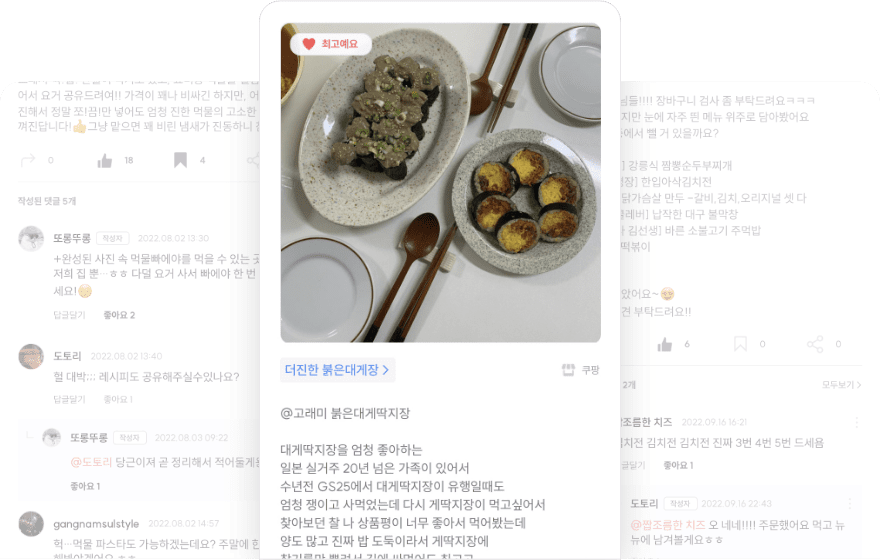 어서 요거 공유드려여!! 가격이 꽤나 비싸긴 하지만, 어
진해서 정말 쪼!끔!만 넣어도 엄청 진한 먹물의 고소한
껴진답니다!👍그냥 맡으면 꽤 비린 냄새가 진동하니
0
18
4
작성된 댓글 5개
또롱뚜롱 작성자 2022.08.02 13:30
+완성된 사진 속 먹물빠에야를 먹을 수 있는 곳
저희 집 뿐…ㅎㅎ 다덜 요거 사서 빠에야 한 번
세요!
답글달기 좋아요 2
도토리 2022.08.02 13:40
헐 대박;;; 레시피도 공유해주실수있나요?
답글달기 좋아요 1
또롱뚜롱 작성자 2022.08.03 09:22
@도토리 당근이져 곧 정리해서 적어둘게용
좋아요 1
gangnamsulstyle 2022.08.02 14:57
헉…먹물 파스타도 가능하겠는데요? 주말에 한
최고예요
더진한 붉은대게장 >
쿠팡
@고래미 붉은대게딱지장
대게딱지장을 엄청 좋아하는
일본 실거주 20년 넘은 가족이 있어서
수년전 GS25에서 대게딱지장이 유행일때도
엄청 쟁이고 사먹었는데 다시 게딱지장이 먹고싶어서
찾아보던 찰 나 상품평이 너무 좋아서 먹어봤는데
양도 많고 진짜 밥 도둑이라서 게딱지장에
님들!!!! 장바구니 검사 좀 부탁드려요ㅋㅋㅋ
지만 눈에 자주 띈 메뉴 위주로 담아봤어요
에서 뺄 거 있을까요?
] 강릉식 짬뽕순두부찌개
] 한입아삭김치전
닭가슴살 만두 -갈비,김치,오리지널 셋 다
] 납작한 대구 불막창
김선생] 바른 소불고기 주먹밥
떡볶이
았어요~
견 부탁드려요!!
6
0
0
2개
모두보기 >
짭조름한 치즈 2022.09.16 16:21
김치전 김치전 김치전 진짜 3번 4번 5번 드세음
글달기 좋아요 1
도토리 작성자 2022.09.16 22:43
@짭조름한 치즈 오 네네!!!! 주문했어요 먹고 뉴
뉴에 남겨볼게요ㅎㅎ